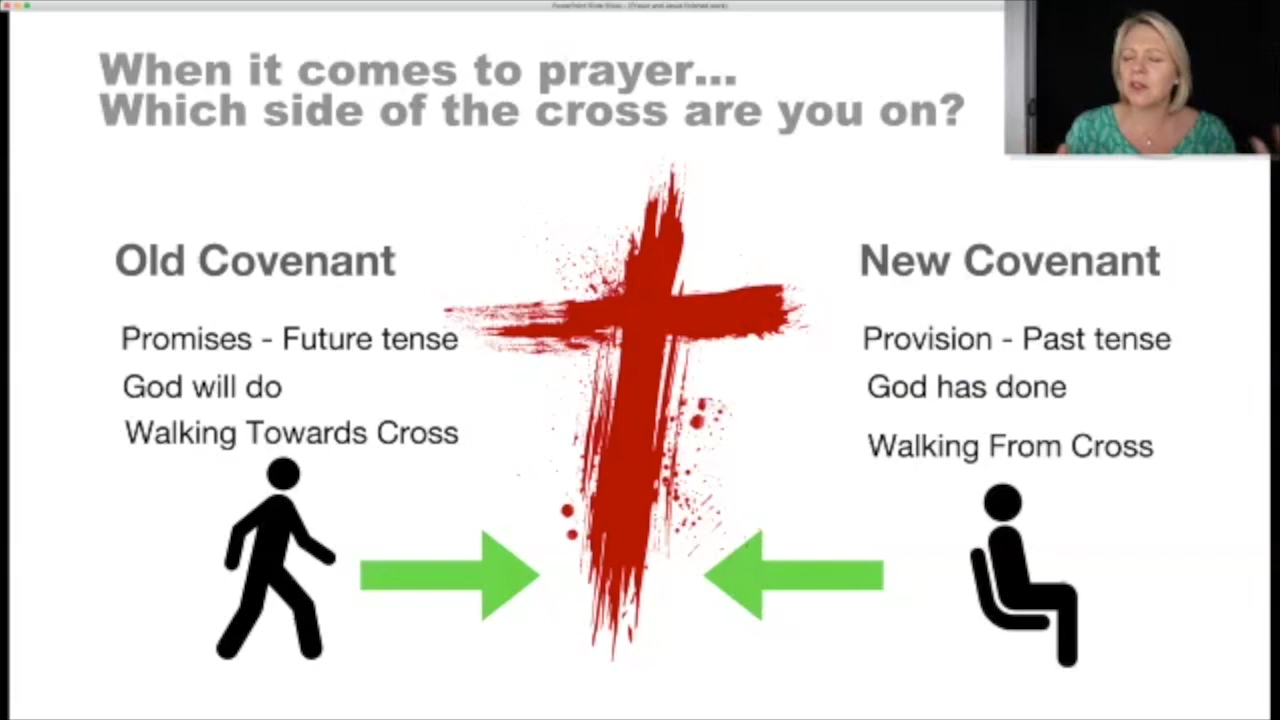 When it comes to prayer...
Which side of the cross are you on?
Old Covenant
Promises - Future tense
God will do
Walking Towards Cross
New Covenant
Provision - Past tense
God has done
Walking From Cross